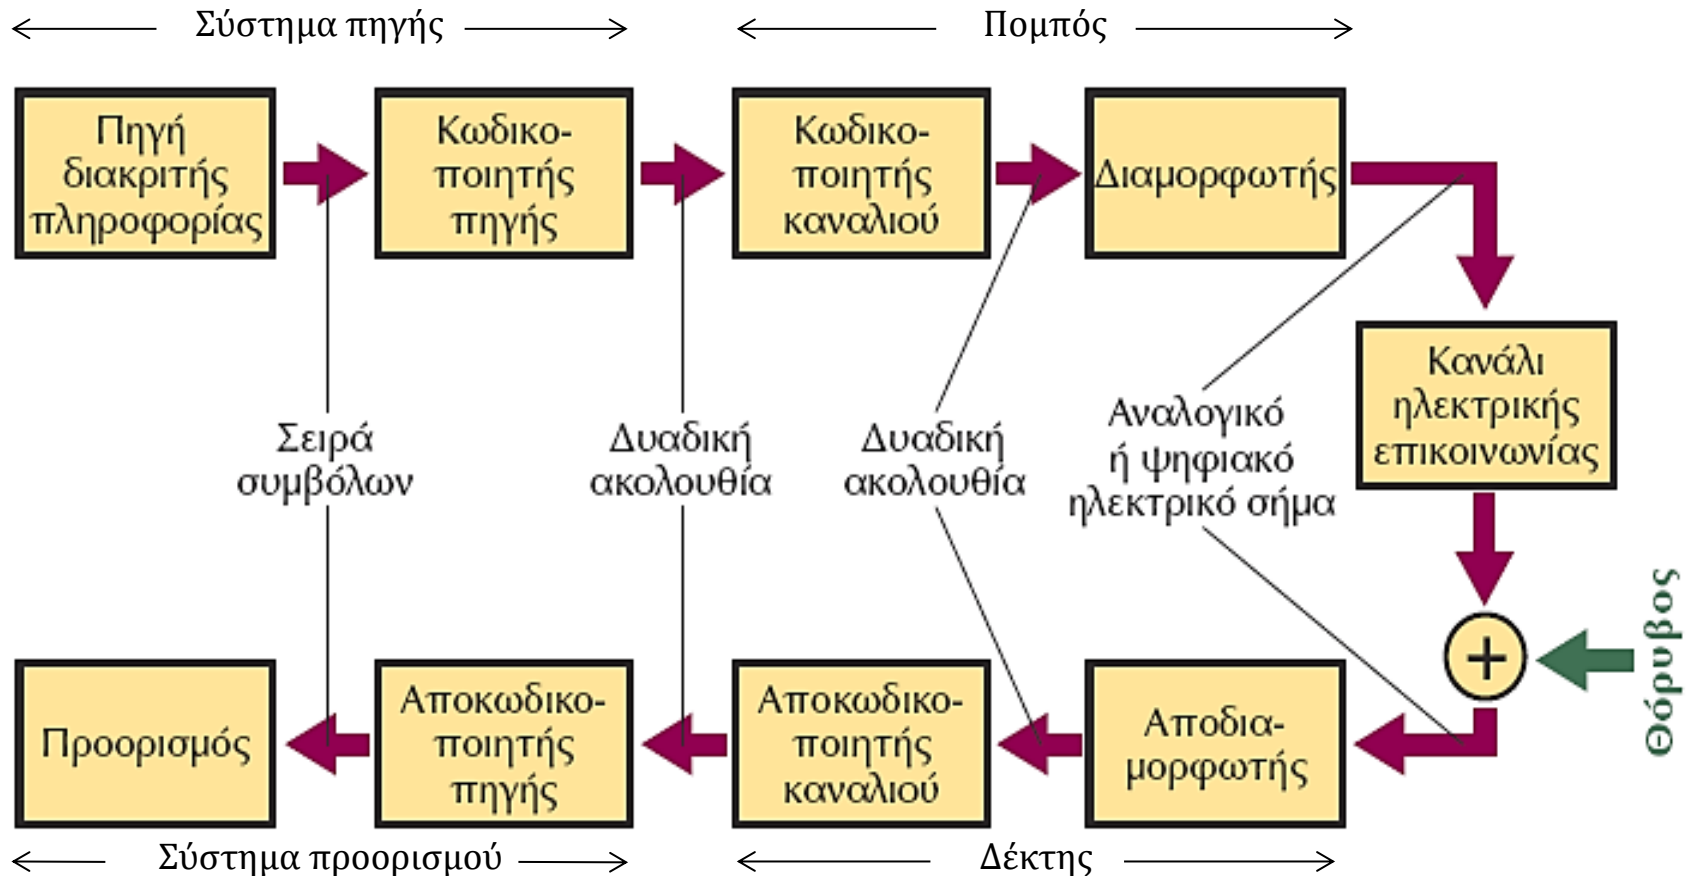 Σύστημα πηγής
Πομπός
Πηγή
διακριτής
πληροφορίας
Κωδικο-
ποιητής
πηγής
Κωδικο-
ποιητής
καναλιού
Διαμορφωτής
Κανάλι
ηλεκτρικής
επικοινωνίας
Σειρά
συμβόλων
Δυαδική
ακολουθία
Δυαδική
ακολουθία
Αναλογικό
ή ψηφιακό
ηλεκτρικό σήμα
+
Θόρυβος
Προορισμός
Αποκωδικο-
ποιητής
πηγής
Αποκωδικο-
ποιητής
καναλιού
Αποδια-
μορφωτής
Σύστημα προορισμού
Δέκτης